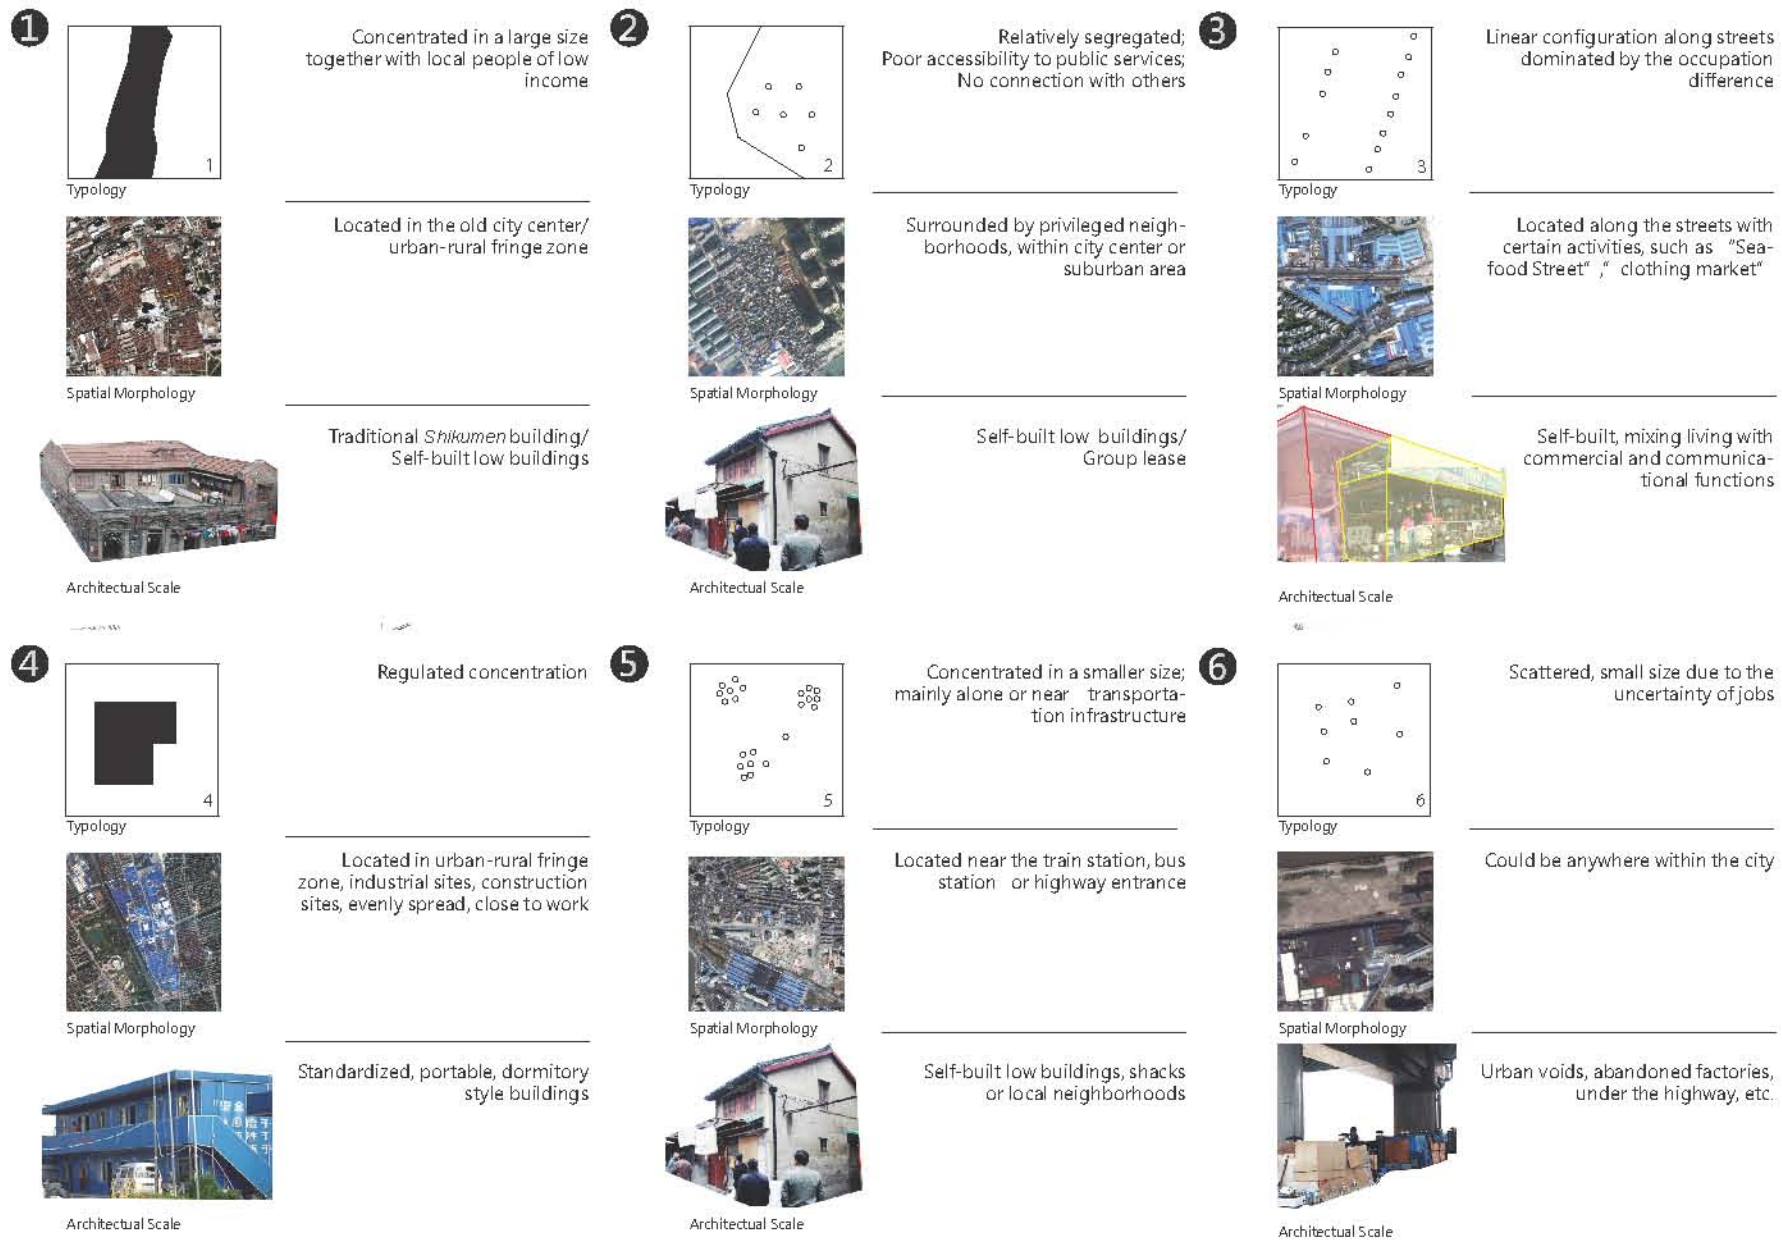 1
Concentrated in a large size
together with local people of low
income
1
Typology
Located in the old city center/
urban-rural fringe zone
Spatial Morphology
Traditional Shikumen building/
Self-built low buildings
Architectual Scale
2
Relatively segregated;
Poor accessibility to public services;
No connection with others
2
Typology
Surrounded by privileged neigh-
borhoods, within city center or
suburban area
Spatial Morphology
Self-built low buildings/
Group lease
Architectual Scale
3
Linear configuration along streets
dominated by the occupation
difference
3
Typology
Located along the streets with
certain activities, such as "Sea-
food Street" ," clothing market"
Spatial Morphology
Self-built, mixing living with
commercial and communica-
tional functions
Architectual Scale
4
Regulated concentration
4
Typology
Located in urban-rural fringe
zone, industrial sites, construction
sites, evenly spread, close to work
Spatial Morphology
Standardized, portable, dormitory
style buildings
Architectual Scale
5
Concentrated in a smaller size;
mainly alone or near transporta-
tion infrastructure
5
Typology
Located near the train station, bus
station or highway entrance
Spatial Morphology
Self-built low buildings, shacks
or local neighborhoods
Architectual Scale
6
Scattered, small size due to the
uncertainty of jobs
6
Typology
Could be anywhere within the city
Spatial Morphology
Urban voids, abandoned factories,
under the highway, etc.
Architectual Scale